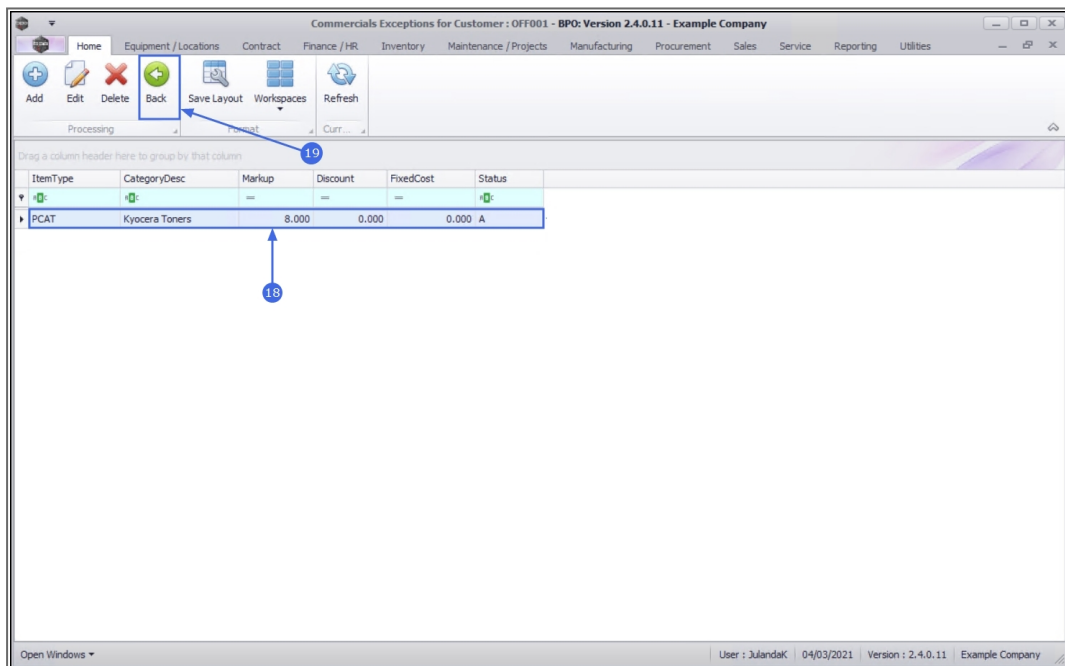 Commercials Exceptions for Customer : OFF001 - BPO: Version 2.4.0.11 - Example Company
Home Equipment / Locations Contract Finance / HR Inventory Maintenance / Projects Manufacturing Procurement Sales Service Reporting Utilities
Add Edit Delete Back Save Layout Workspaces Refresh
Processing Format Curr...
19
Drag a column header here to group by that column
ItemType CategoryDesc Markup Discount FixedCost Status
PCAT Kyocera Toners 8.000 0.000 0.000 A
18
Open Windows User : JulandaK 04/03/2021 Version : 2.4.0.11 Example Company